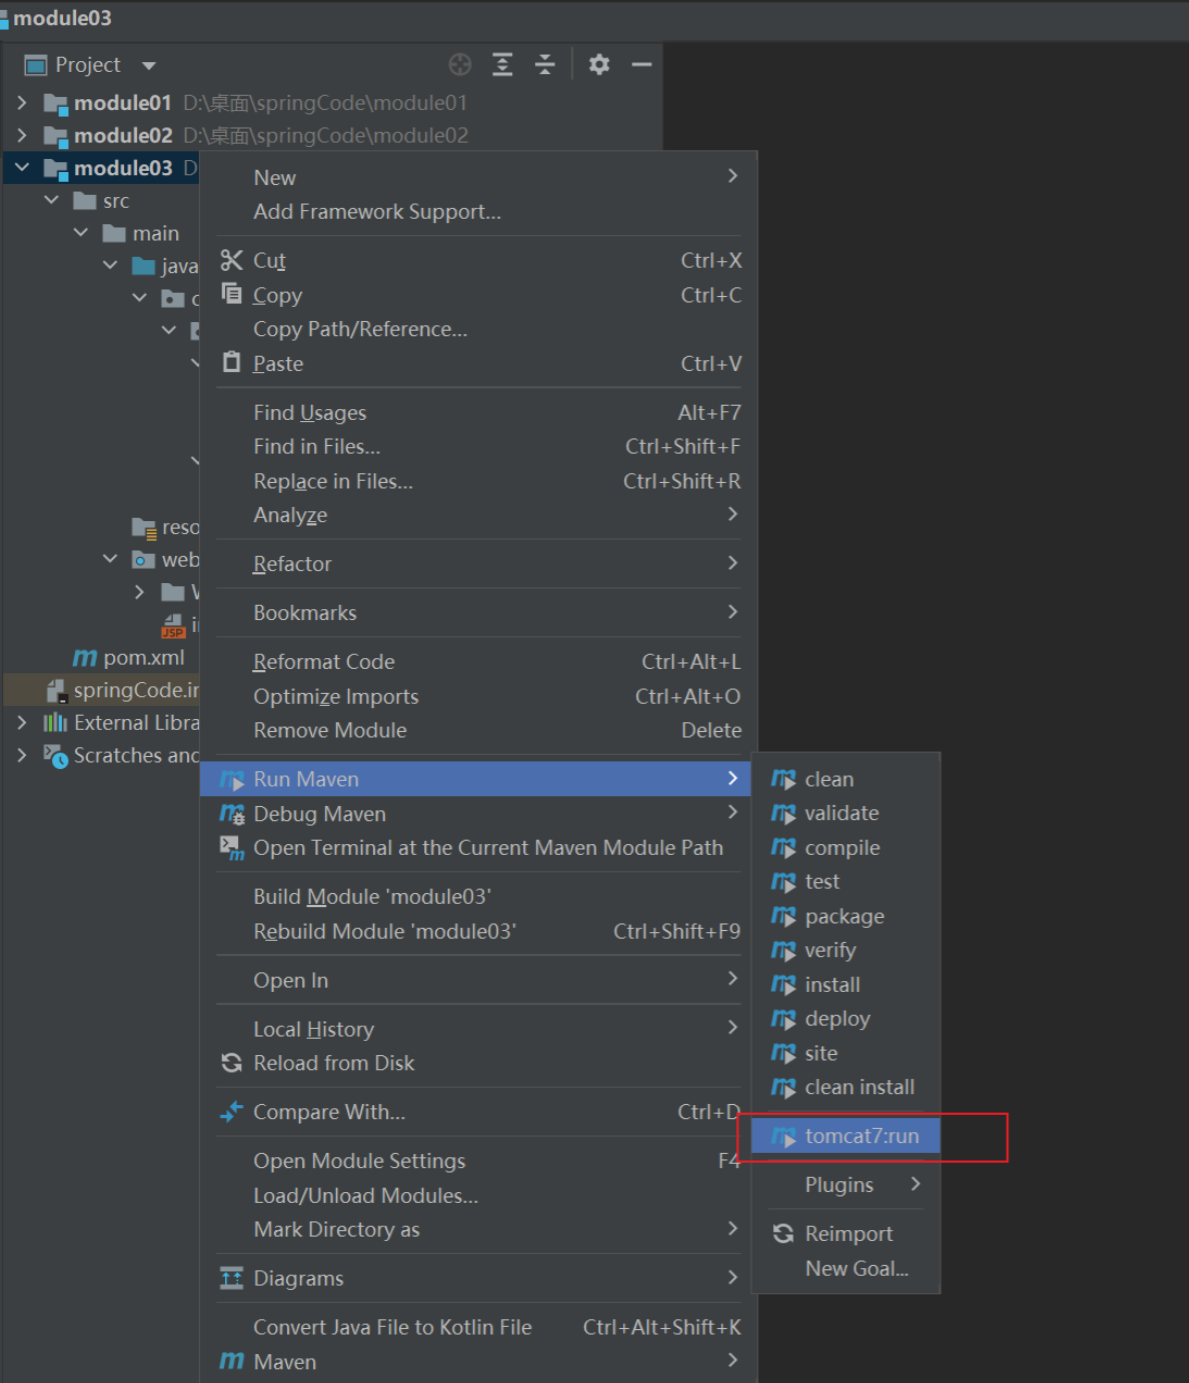 module03
Project
module01 D:\桌面\springCode\module01
module02 D:\桌面\springCode\module02
module03 D
src
main
java
reso
web
JSP
pom.xml
springCode.i
External Libra
Scratches and
New
Add Framework Support...
Cut Ctrl+X
Copy Ctrl+C
Copy Path/Reference...
Paste Ctrl+V
Find Usages Alt+F7
Find in Files... Ctrl+Shift+F
Replace in Files... Ctrl+Shift+R
Analyze
Refactor
Bookmarks
Reformat Code Ctrl+Alt+L
Optimize Imports Ctrl+Alt+O
Remove Module Delete
Run Maven
Debug Maven
Open Terminal at the Current Maven Module Path
Build Module 'module03'
Rebuild Module 'module03' Ctrl+Shift+F9
Open In
Local History
Reload from Disk
Compare With... Ctrl+D
Open Module Settings F4
Load/Unload Modules...
Mark Directory as
Diagrams
Convert Java File to Kotlin File Ctrl+Alt+Shift+K
Maven
clean
validate
compile
test
package
verify
install
deploy
site
clean install
tomcat7:run
Plugins
Reimport
New Goal...